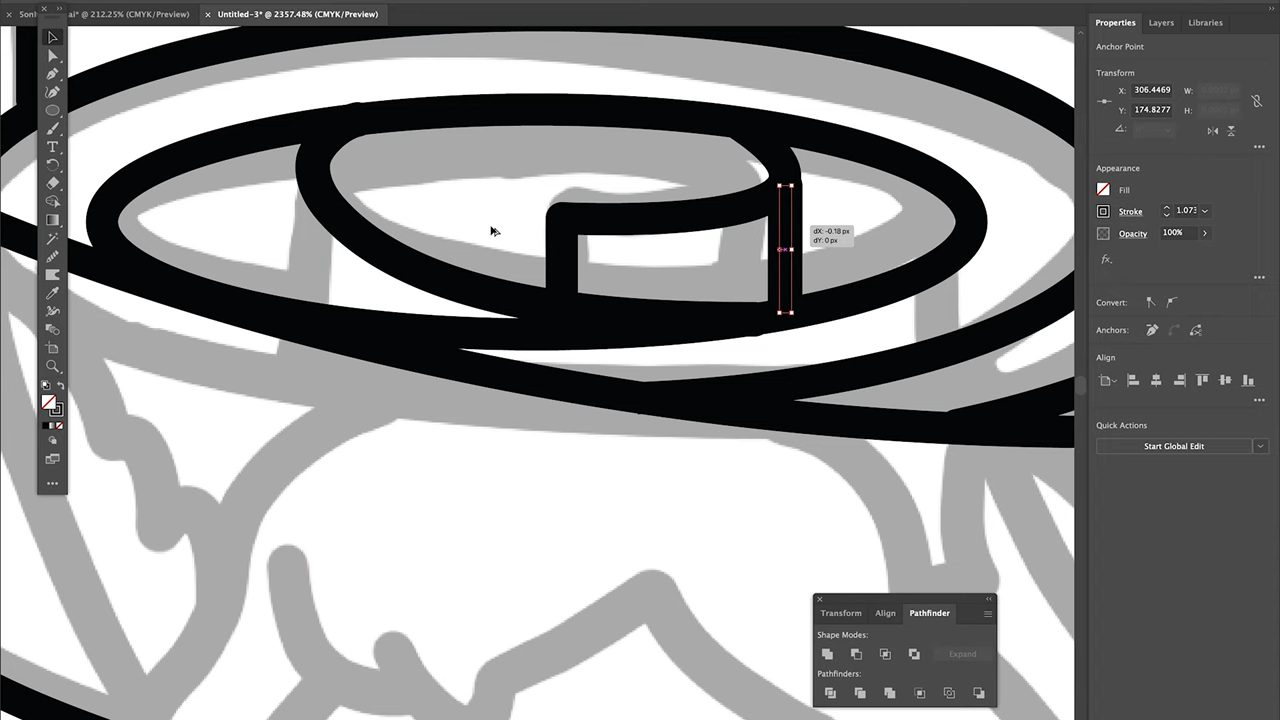 ai* @ 212.25% (CMYK/Preview)
Untitled-3* @ 2357.48% (CMYK/Preview)
Properties
Layers
Libraries
Anchor Point
Transform
X:
306.4469
W:
Y:
174.8277
H:
Appearance
Fill
Stroke
1.073
Opacity
100%
fx.
Convert:
Anchors:
Align
Quick Actions
Start Global Edit
dX: -0.18 px
dY: 0 px
Transform
Align
Pathfinder
Shape Modes:
Expand
Pathfinders: